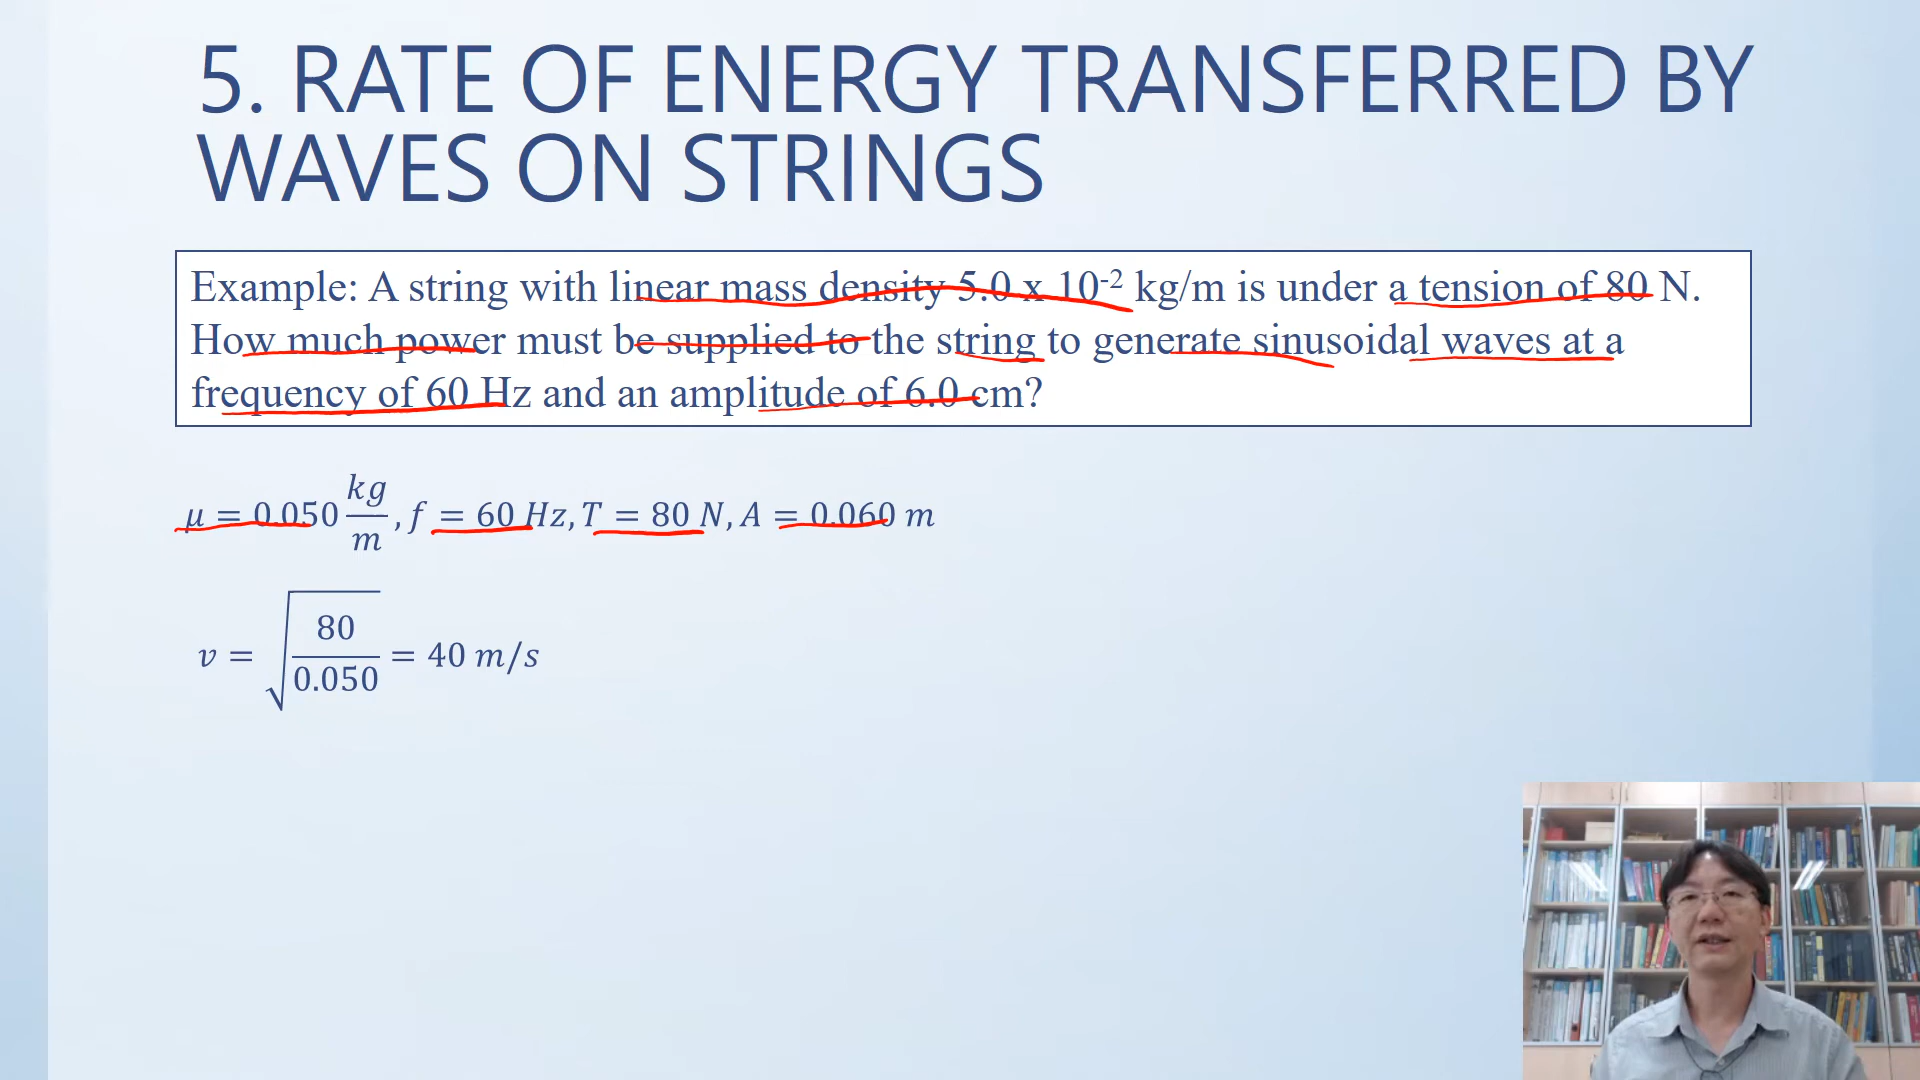 5. RATE OF ENERGY TRANSFERRED BY
WAVES ON STRINGS
Example: A string with linear mass density 5.0 x 10⁻² kg/m is under a tension of 80 N.
How much power must be supplied to the string to generate sinusoidal waves at a
frequency of 60 Hz and an amplitude of 6.0 cm?
μ = 0.050 kg/m, f = 60 Hz, T = 80 N, A = 0.060 m
v = √(80/0.050) = 40 m/s